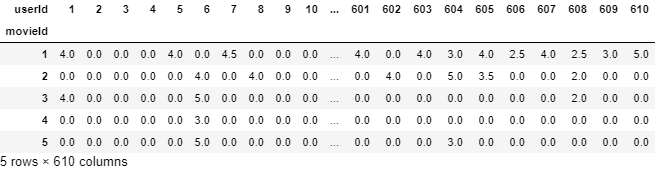 userId 1 2 3 4 5 6 7 8 9 10 ... 601 602 603 604 605 606 607 608 609 610
movieId
1 4.0 0.0 0.0 0.0 4.0 0.0 4.5 0.0 0.0 0.0 ... 4.0 0.0 4.0 3.0 4.0 2.5 4.0 2.5 3.0 5.0
2 0.0 0.0 0.0 0.0 0.0 4.0 0.0 4.0 0.0 0.0 ... 0.0 4.0 0.0 5.0 3.5 0.0 0.0 2.0 0.0 0.0
3 4.0 0.0 0.0 0.0 0.0 5.0 0.0 0.0 0.0 0.0 ... 0.0 0.0 0.0 0.0 0.0 0.0 0.0 2.0 0.0 0.0
4 0.0 0.0 0.0 0.0 0.0 3.0 0.0 0.0 0.0 0.0 ... 0.0 0.0 0.0 0.0 0.0 0.0 0.0 0.0 0.0 0.0
5 0.0 0.0 0.0 0.0 0.0 5.0 0.0 0.0 0.0 0.0 ... 0.0 0.0 0.0 3.0 0.0 0.0 0.0 0.0 0.0 0.0
5 rows × 610 columns